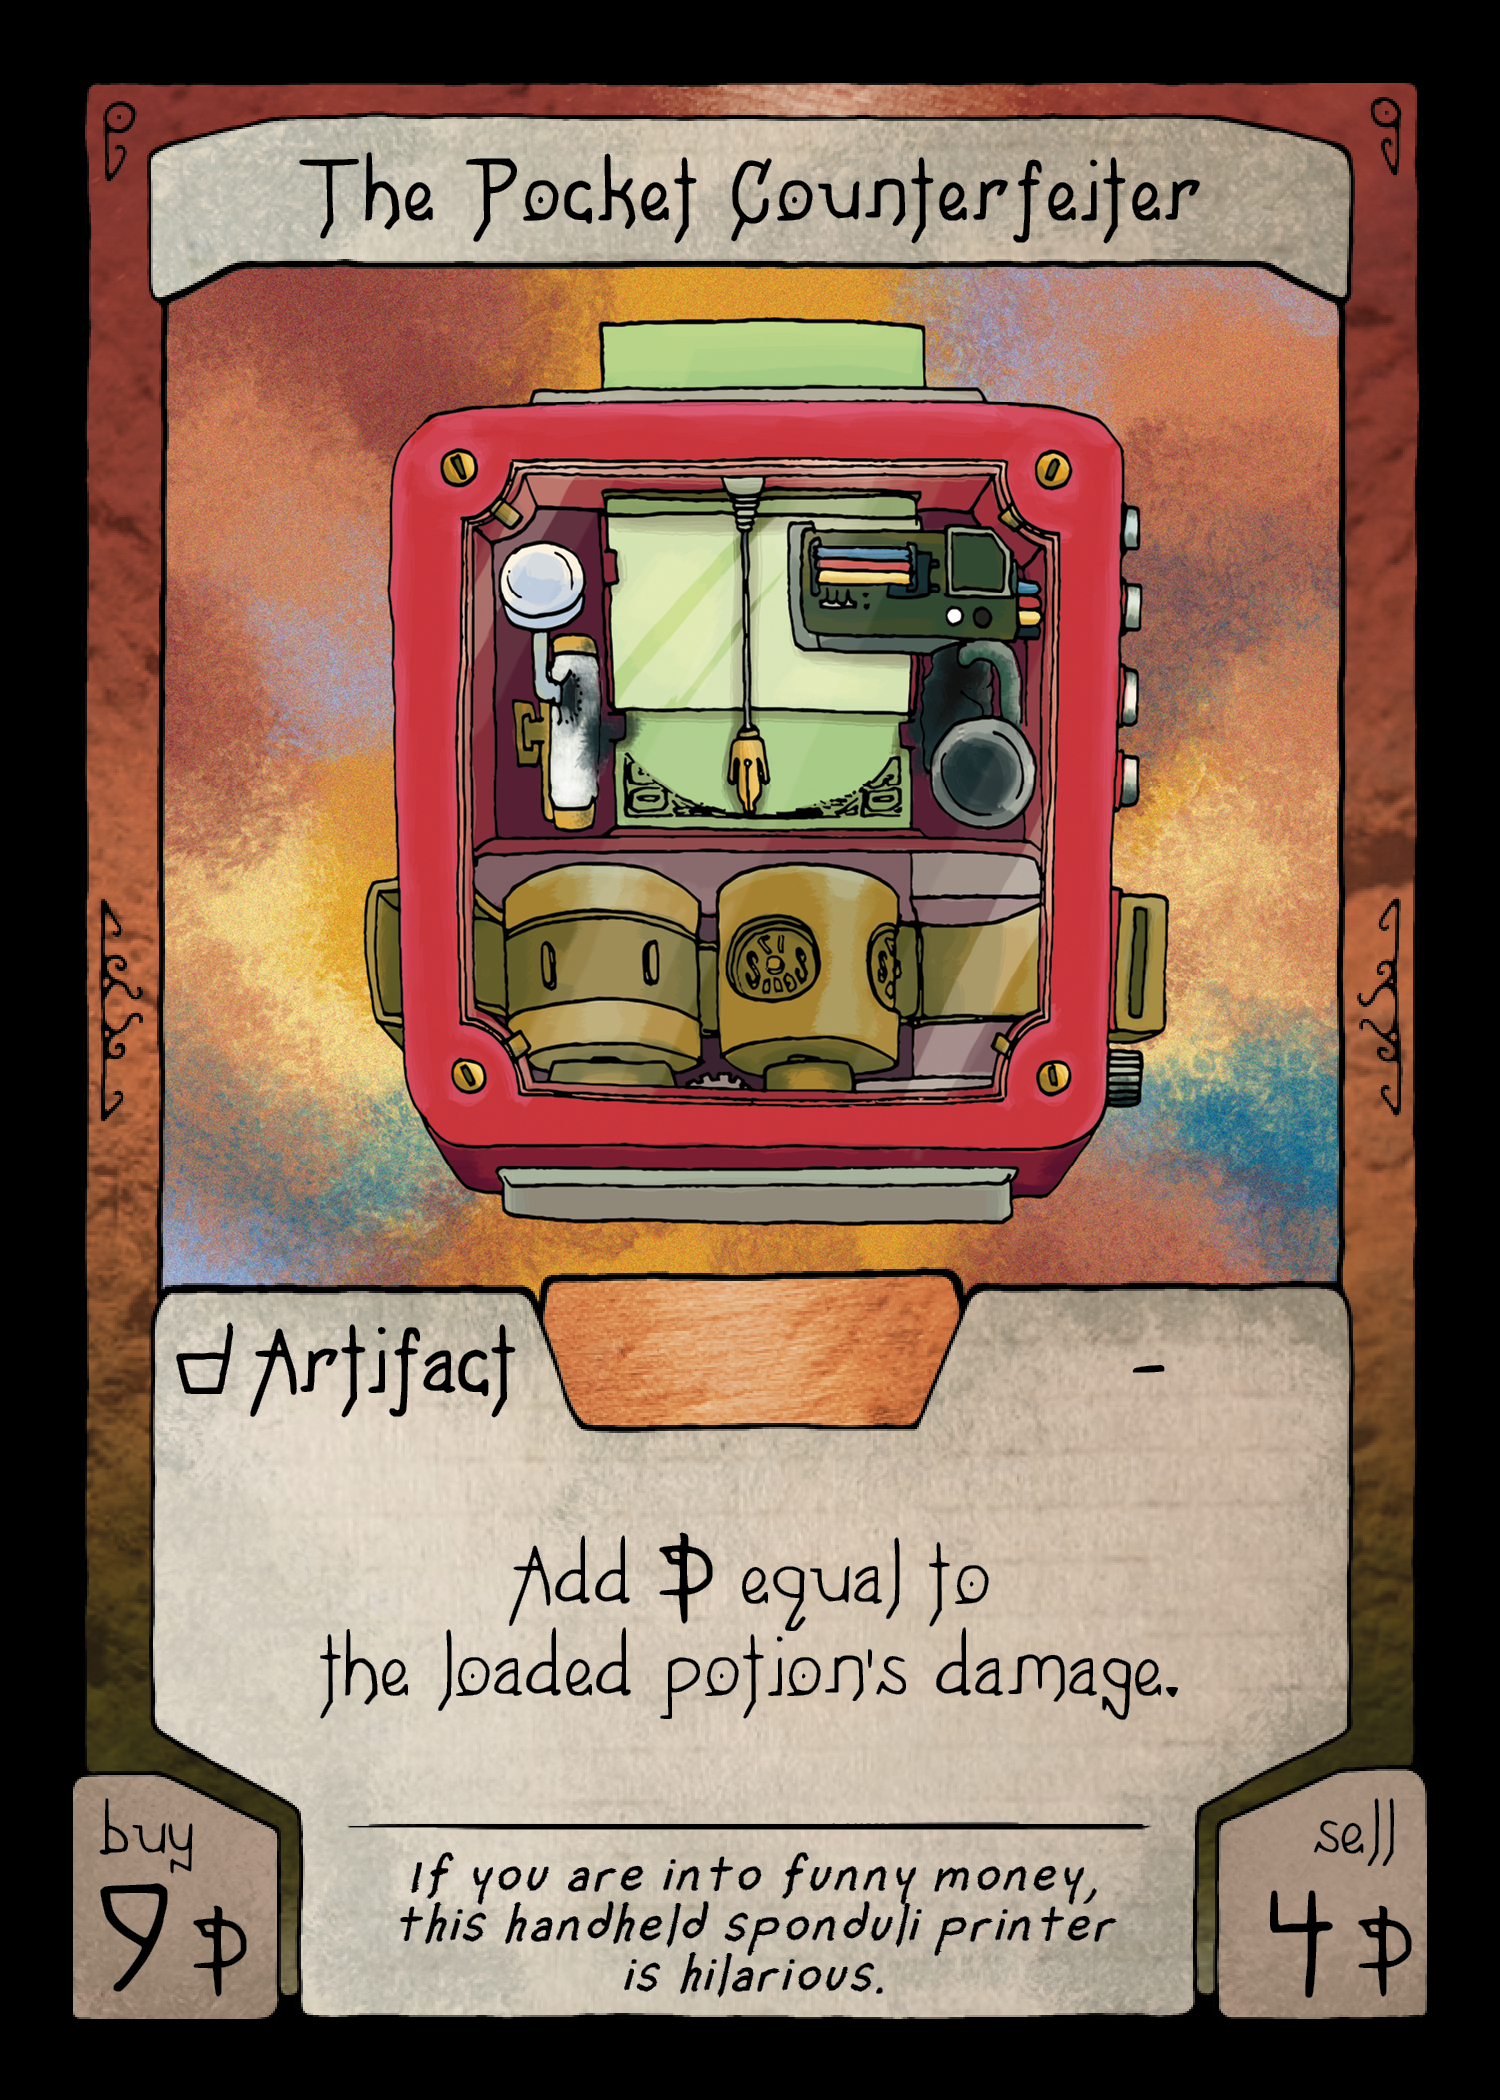 The Pocket Counterfeiter
Artifact
-
Add $ equal to
the loaded potion's damage.
buy
9 $
sell
4 $
If you are into funny money,
this handheld sponduli printer
is hilarious.